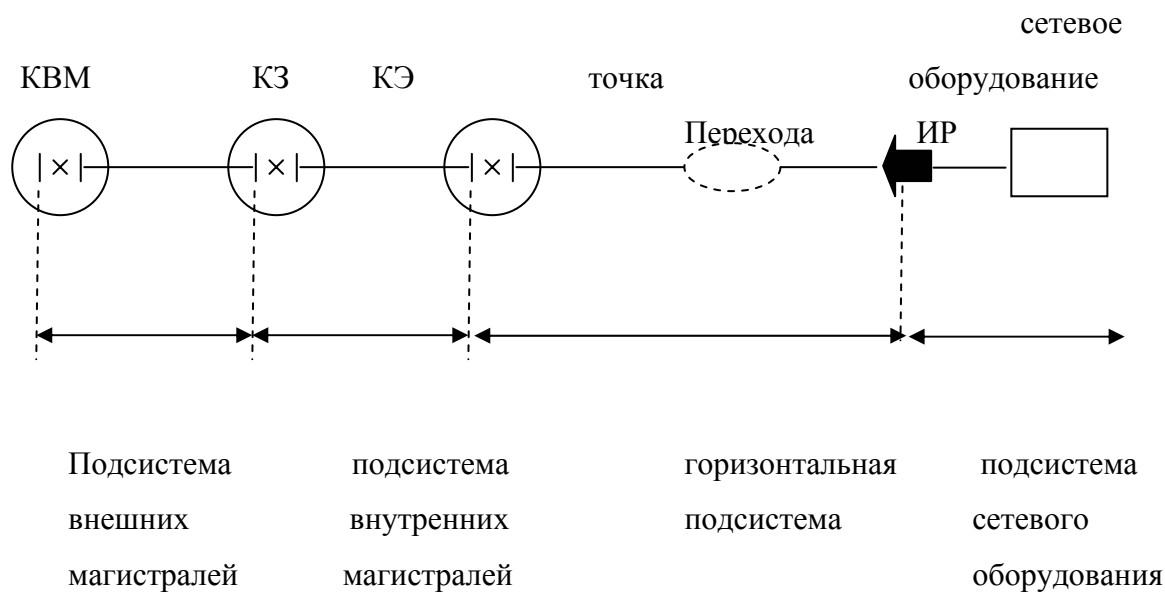 сетевое
КВМ КЗ КЭ точка оборудование
Перехода ИР
Подсистема подсистема горизонтальная подсистема
внешних внутренних подсистема сетевого
магистралей магистралей оборудования